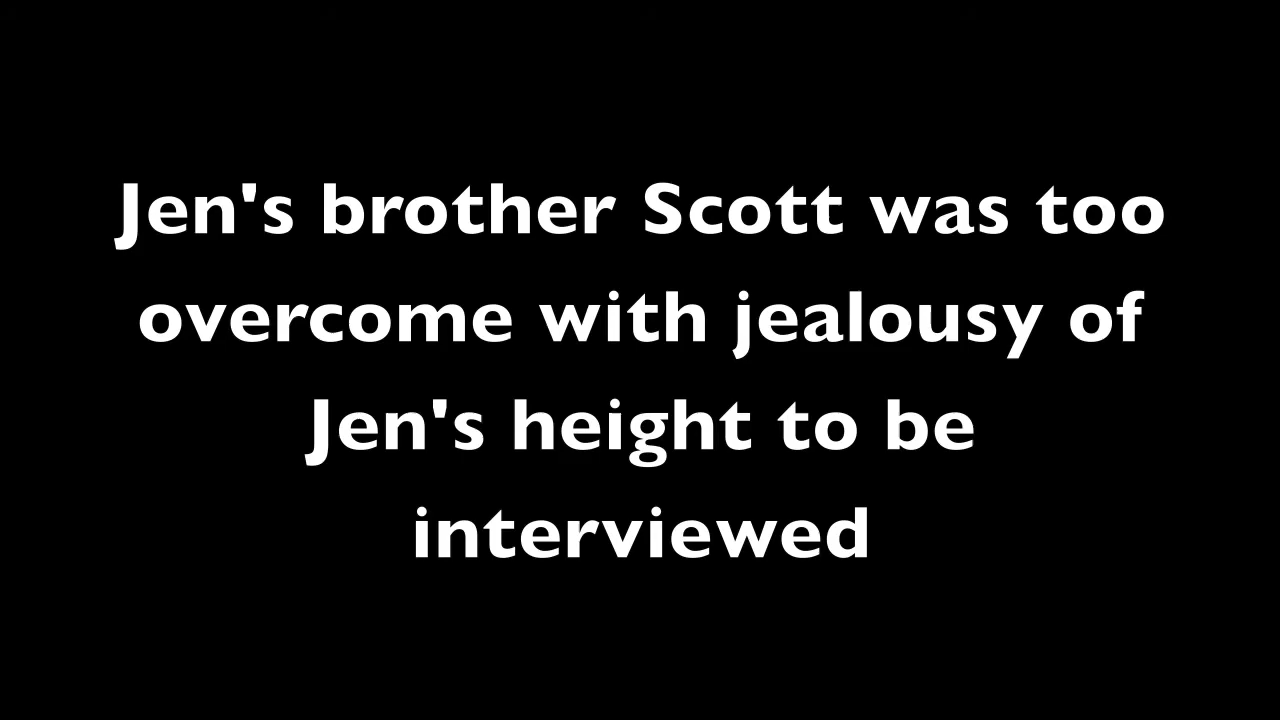 Jen's brother Scott was too
overcome with jealousy of
Jen's height to be
interviewed